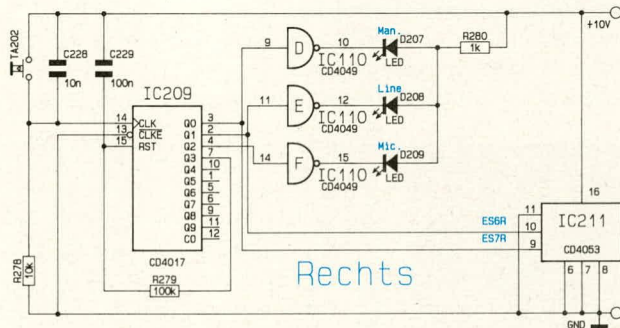 +10V
TA202
C228
10n
C229
100n
IC209
14 CLK
13 CLKE
15 RST
Q0 3
Q1 2
Q2 4
Q3 7
Q4 10
Q5 1
Q6 5
Q7 6
Q8 9
Q9 11
CO 12
CD4017
R278
10k
R279
100k
9 D 10
IC110
CD4049
Man.
D207
LED
11 E 12
IC110
CD4049
Line
D208
LED
14 F 15
IC110
CD4049
Mic.
D209
LED
R280
1k
ES6R
ES7R
11
10
9
16
IC211
CD4053
6 7 8
GND
Rechts